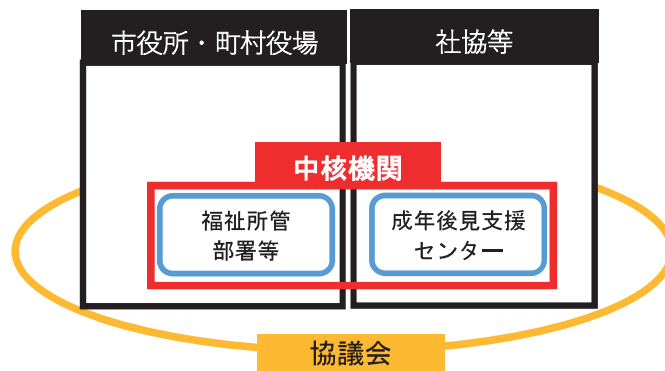 市役所・町村役場
社協等
中核機関
福祉所管
部署等
成年後見支援
センター
協議会